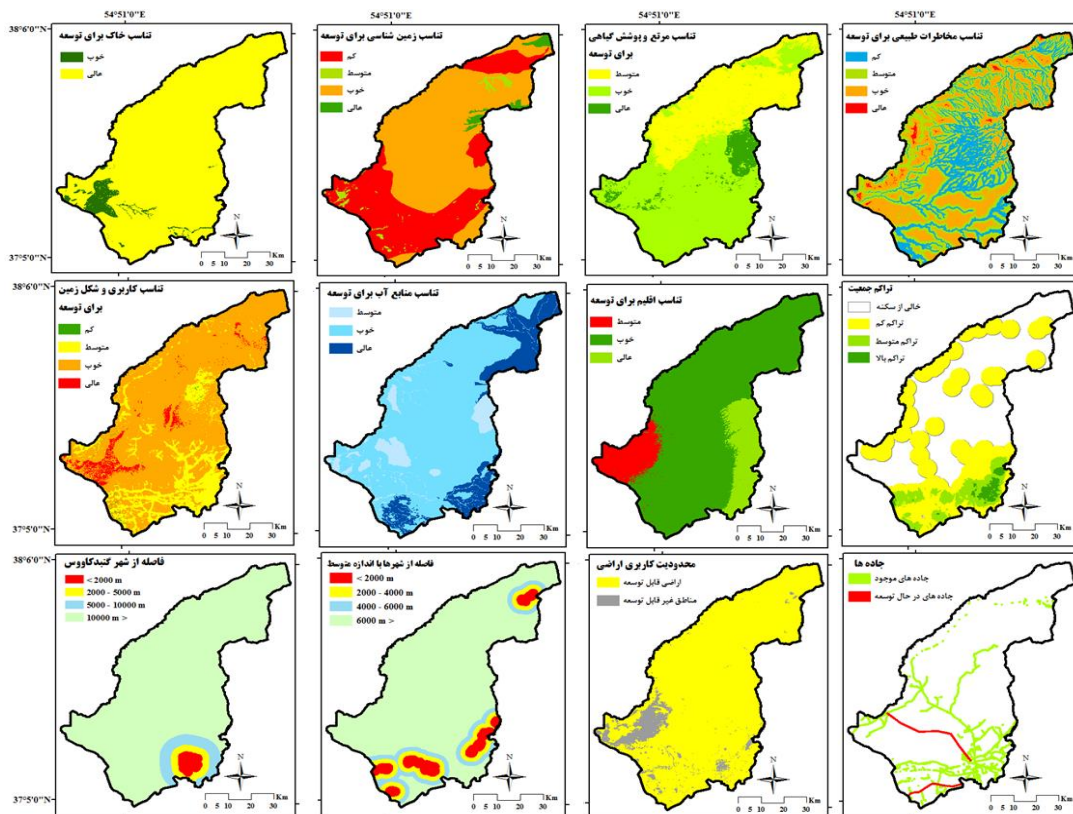 54°51'0"E
54°51'0"E
54°51'0"E
54°51'0"E
38°6'0"N
37°5'0"N
تناسب خاک برای توسعه
خوب
عالی
N
0 5 10 20 30 Km
تناسب زمین شناسی برای توسعه
کم
متوسط
خوب
عالی
N
0 5 10 20 30 Km
تناسب مرتع و پوشش گیاهی
برای توسعه
متوسط
خوب
عالی
N
0 5 10 20 30 Km
تناسب مخاطرات طبیعی برای توسعه
کم
متوسط
خوب
عالی
N
0 5 10 20 30 Km
38°6'0"N
37°5'0"N
تناسب کاربری و شکل زمین
برای توسعه
کم
متوسط
خوب
عالی
N
0 5 10 20 30 Km
تناسب منابع آب برای توسعه
متوسط
خوب
عالی
N
0 5 10 20 30 Km
تناسب اقلیم برای توسعه
متوسط
خوب
عالی
N
0 5 10 20 30 Km
تراکم جمعیت
خالی از سکنه
تراکم کم
تراکم متوسط
تراکم بالا
N
0 5 10 20 30 Km
38°6'0"N
37°5'0"N
فاصله از شهر گنبدکاووس
< 2000 m
2000 - 5000 m
5000 - 10000 m
10000 m >
N
0 5 10 20 30 Km
فاصله از شهرها با اندازه متوسط
< 2000 m
2000 - 4000 m
4000 - 6000 m
6000 m >
N
0 5 10 20 30 Km
محدودیت کاربری اراضی
اراضی قابل توسعه
مناطق غیر قابل توسعه
N
0 5 10 20 30 Km
جاده ها
جاده های موجود
جاده های در حال توسعه
N
0 5 10 20 30 Km